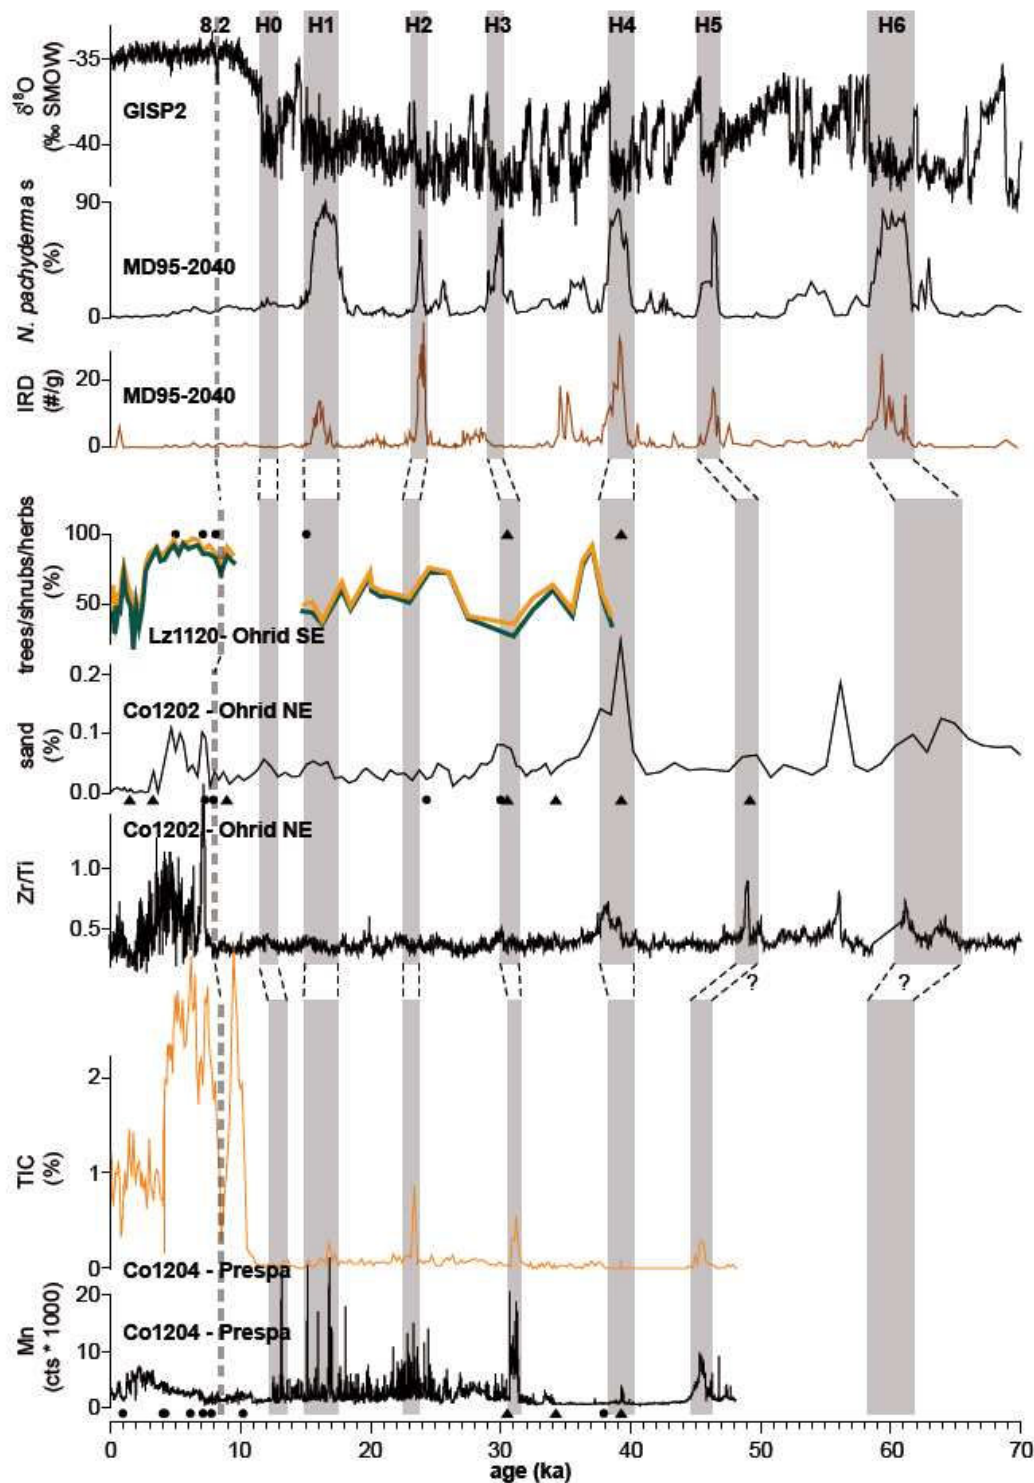 8.2 H0 H1 H2 H3 H4 H5 H6
-35
δ18O
(‰ SMOW)
GISP2
-40
90
N. pachyderma s
(%)
MD95-2040
0
IRD
(#/g)
20
MD95-2040
0
trees/shrubs/herbs
(%)
100
50
Lz1120- Ohrid SE
0.2
Co1202 - Ohrid NE
sand
(%)
0.1
0.0
Co1202 - Ohrid NE
Zr/Ti
1.0
0.5
? ?
TIC
(%)
2
1
0
Co1204 - Prespa
Mn
(cts * 1000)
20
Co1204 - Prespa
10
0
0 10 20 30 40 50 60 70
age (ka)